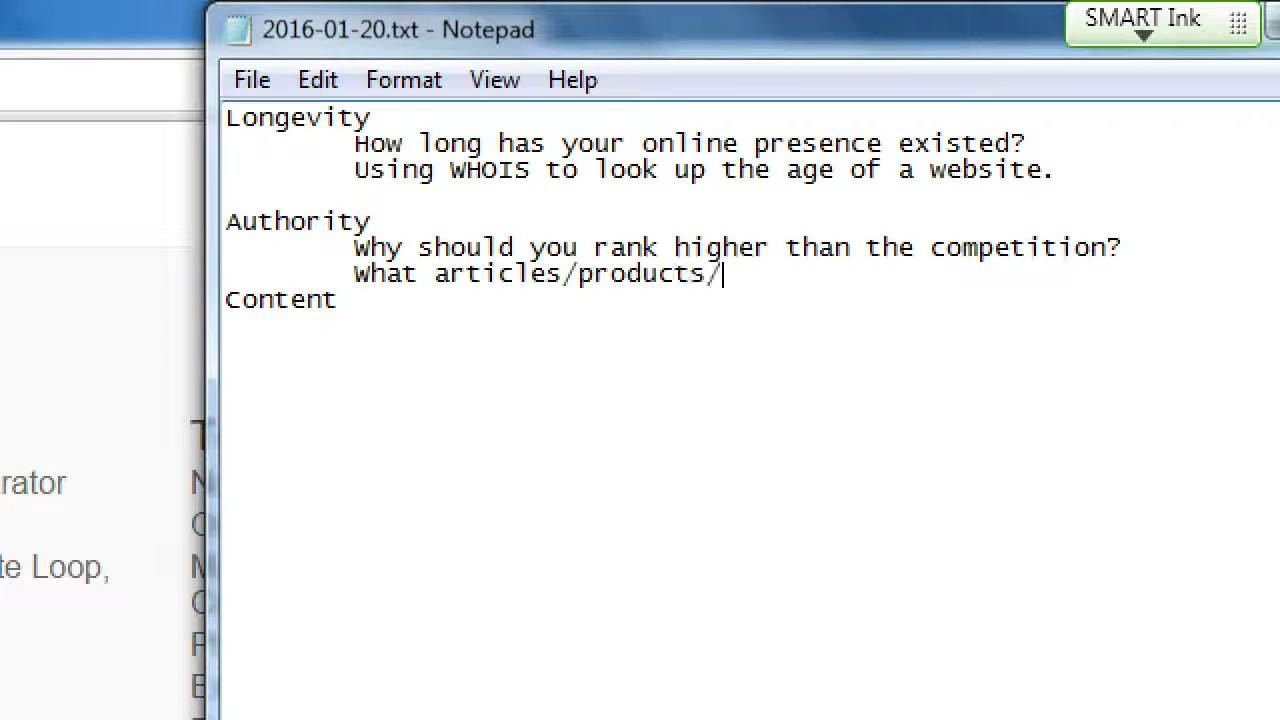 2016-01-20.txt - Notepad
SMART Ink
File Edit Format View Help
Longevity
How long has your online presence existed?
Using WHOIS to look up the age of a website.
Authority
Why should you rank higher than the competition?
What articles/products/
Content
rator
te Loop,